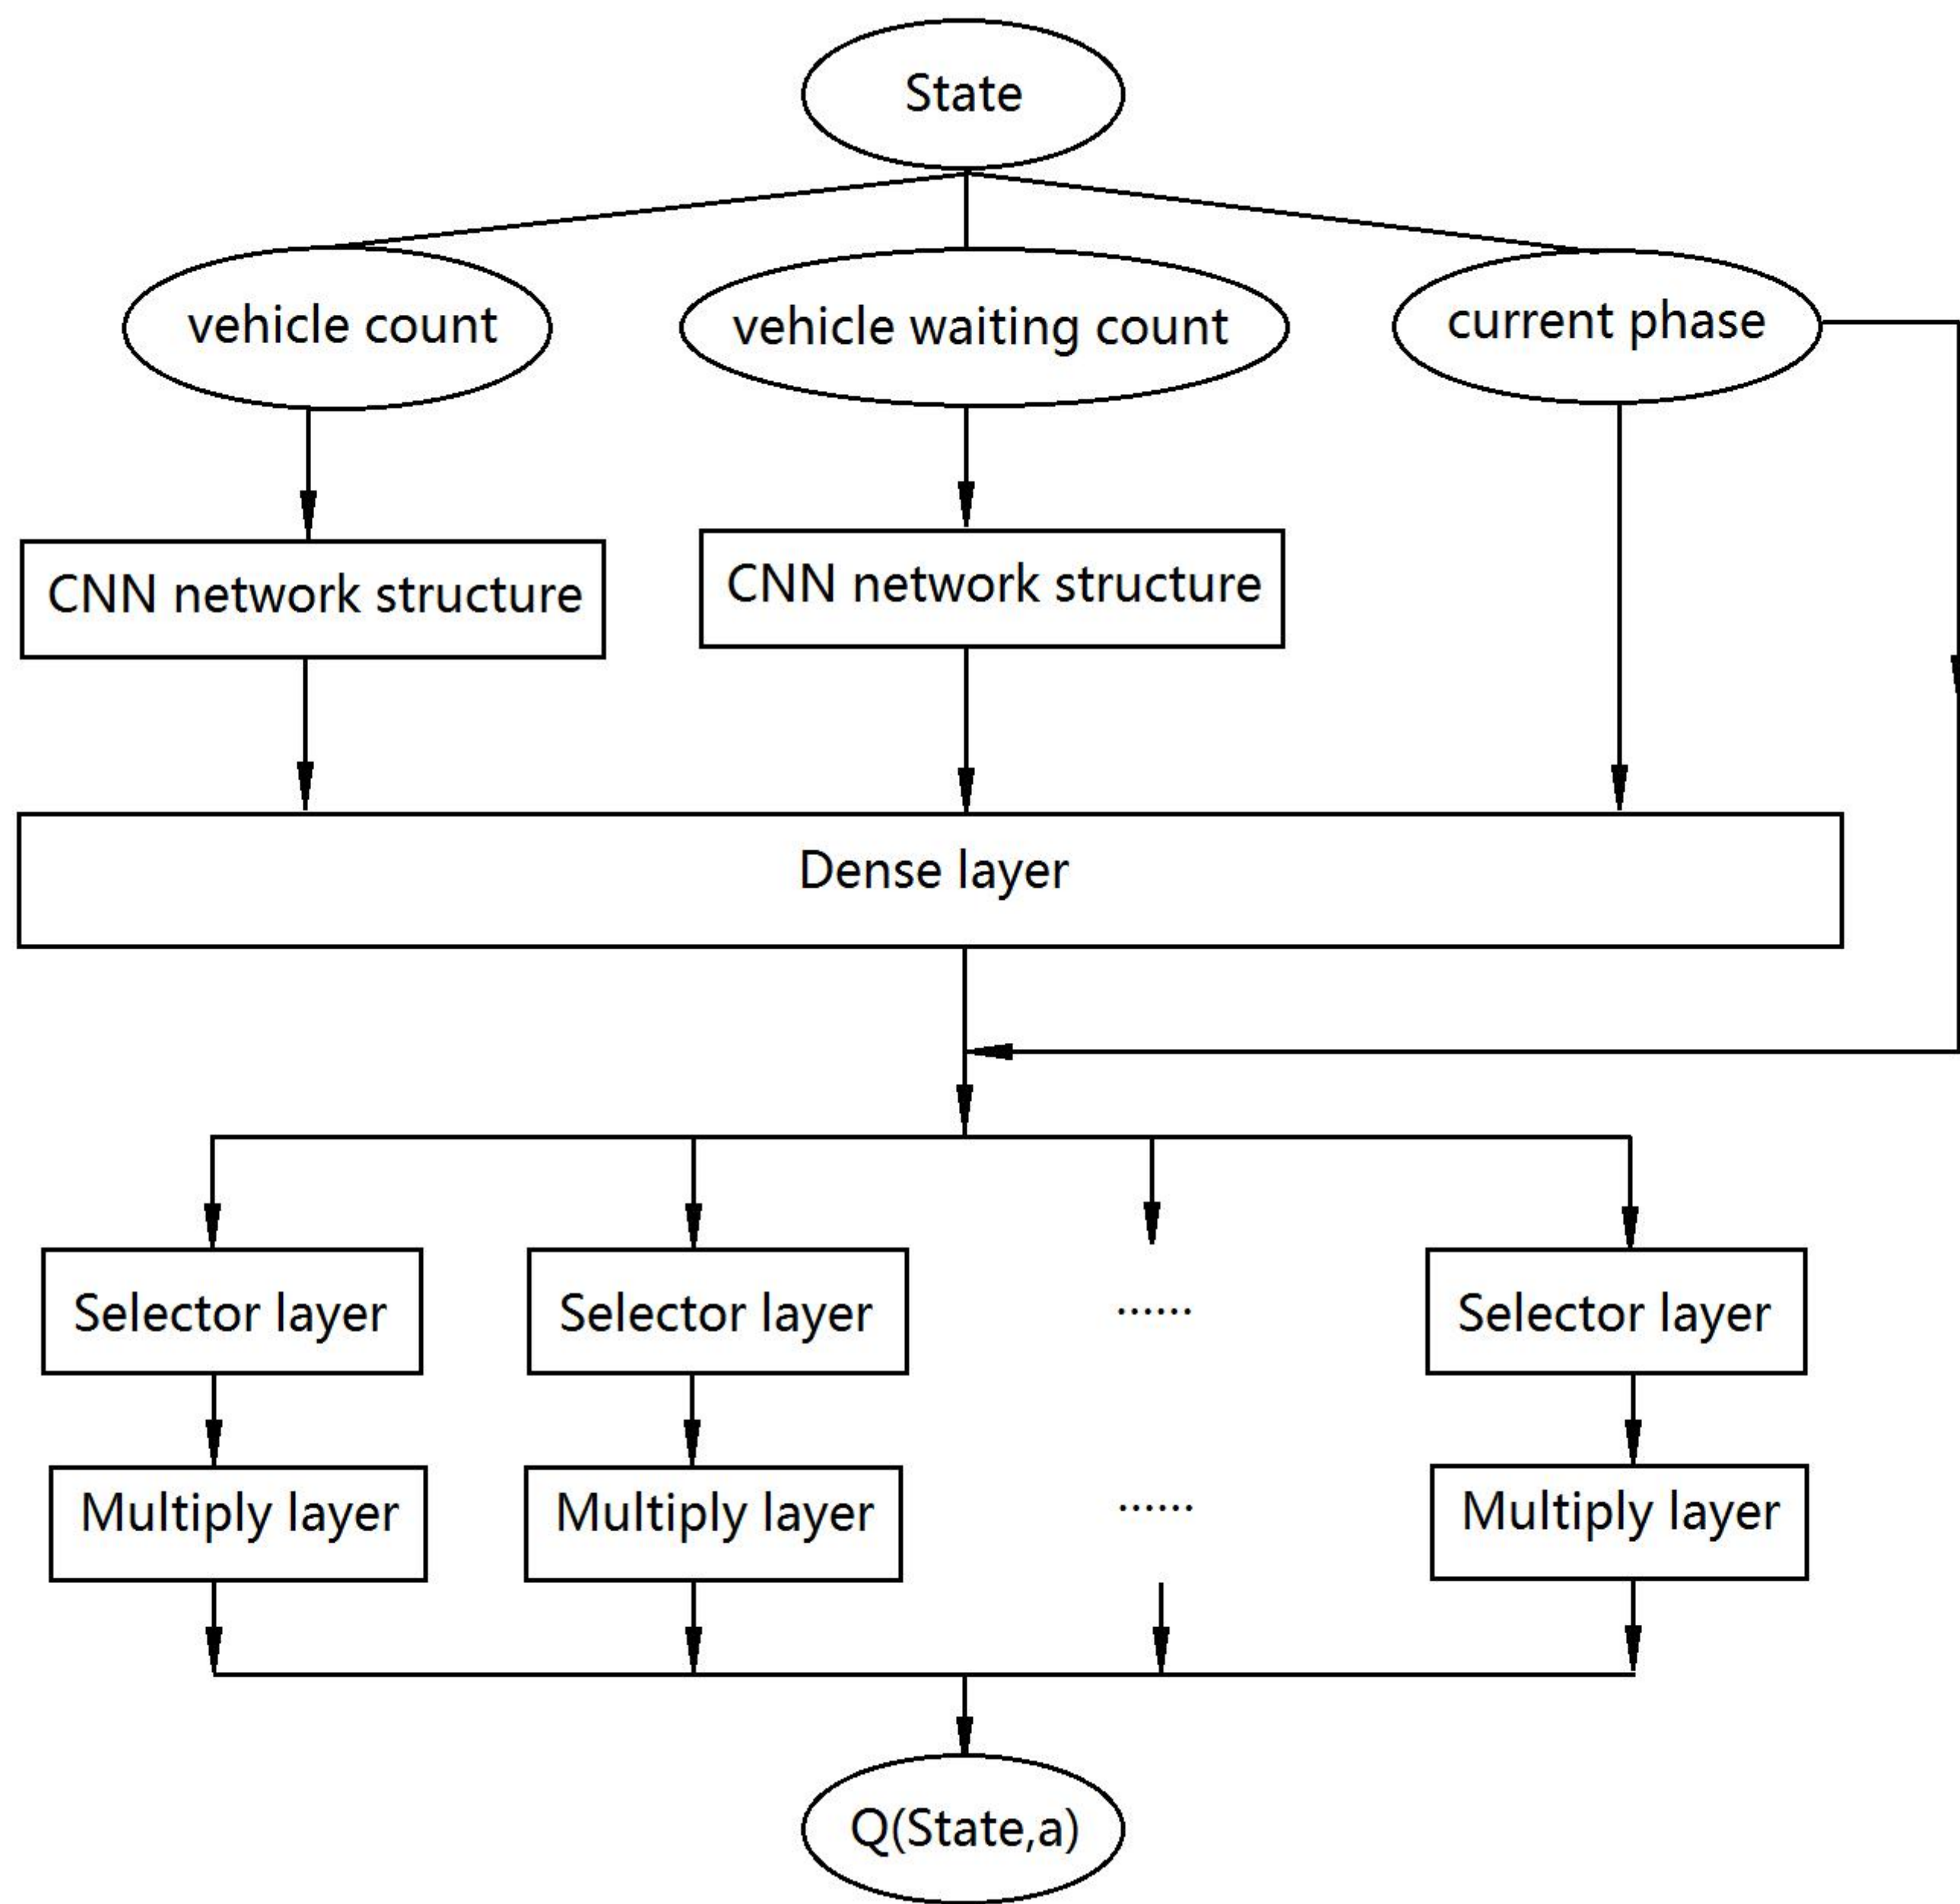 State
vehicle count
vehicle waiting count
current phase
CNN network structure
CNN network structure
Dense layer
Selector layer
Selector layer
......
Selector layer
Multiply layer
Multiply layer
......
Multiply layer
Q(State,a)